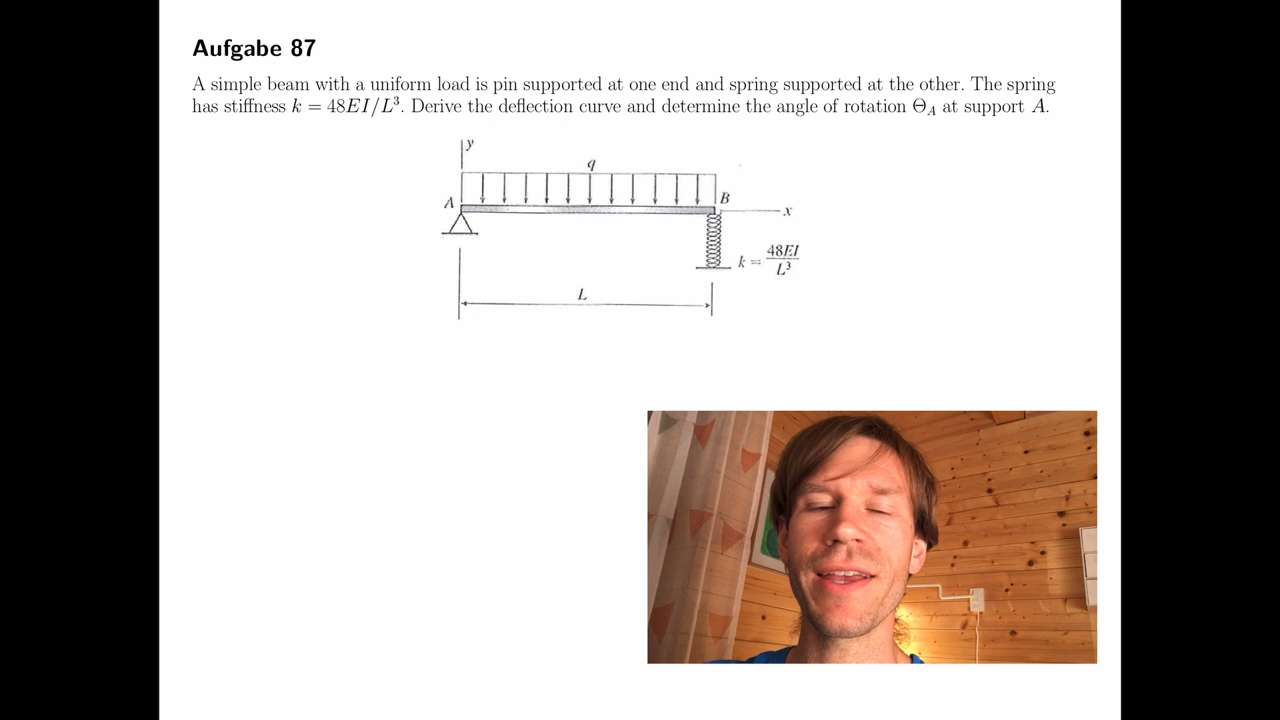 Aufgabe 87
A simple beam with a uniform load is pin supported at one end and spring supported at the other. The spring
has stiffness k = 48EI/L³. Derive the deflection curve and determine the angle of rotation Θ_A at support A.
y
q
A
B
x
k = 48EI/L³
L